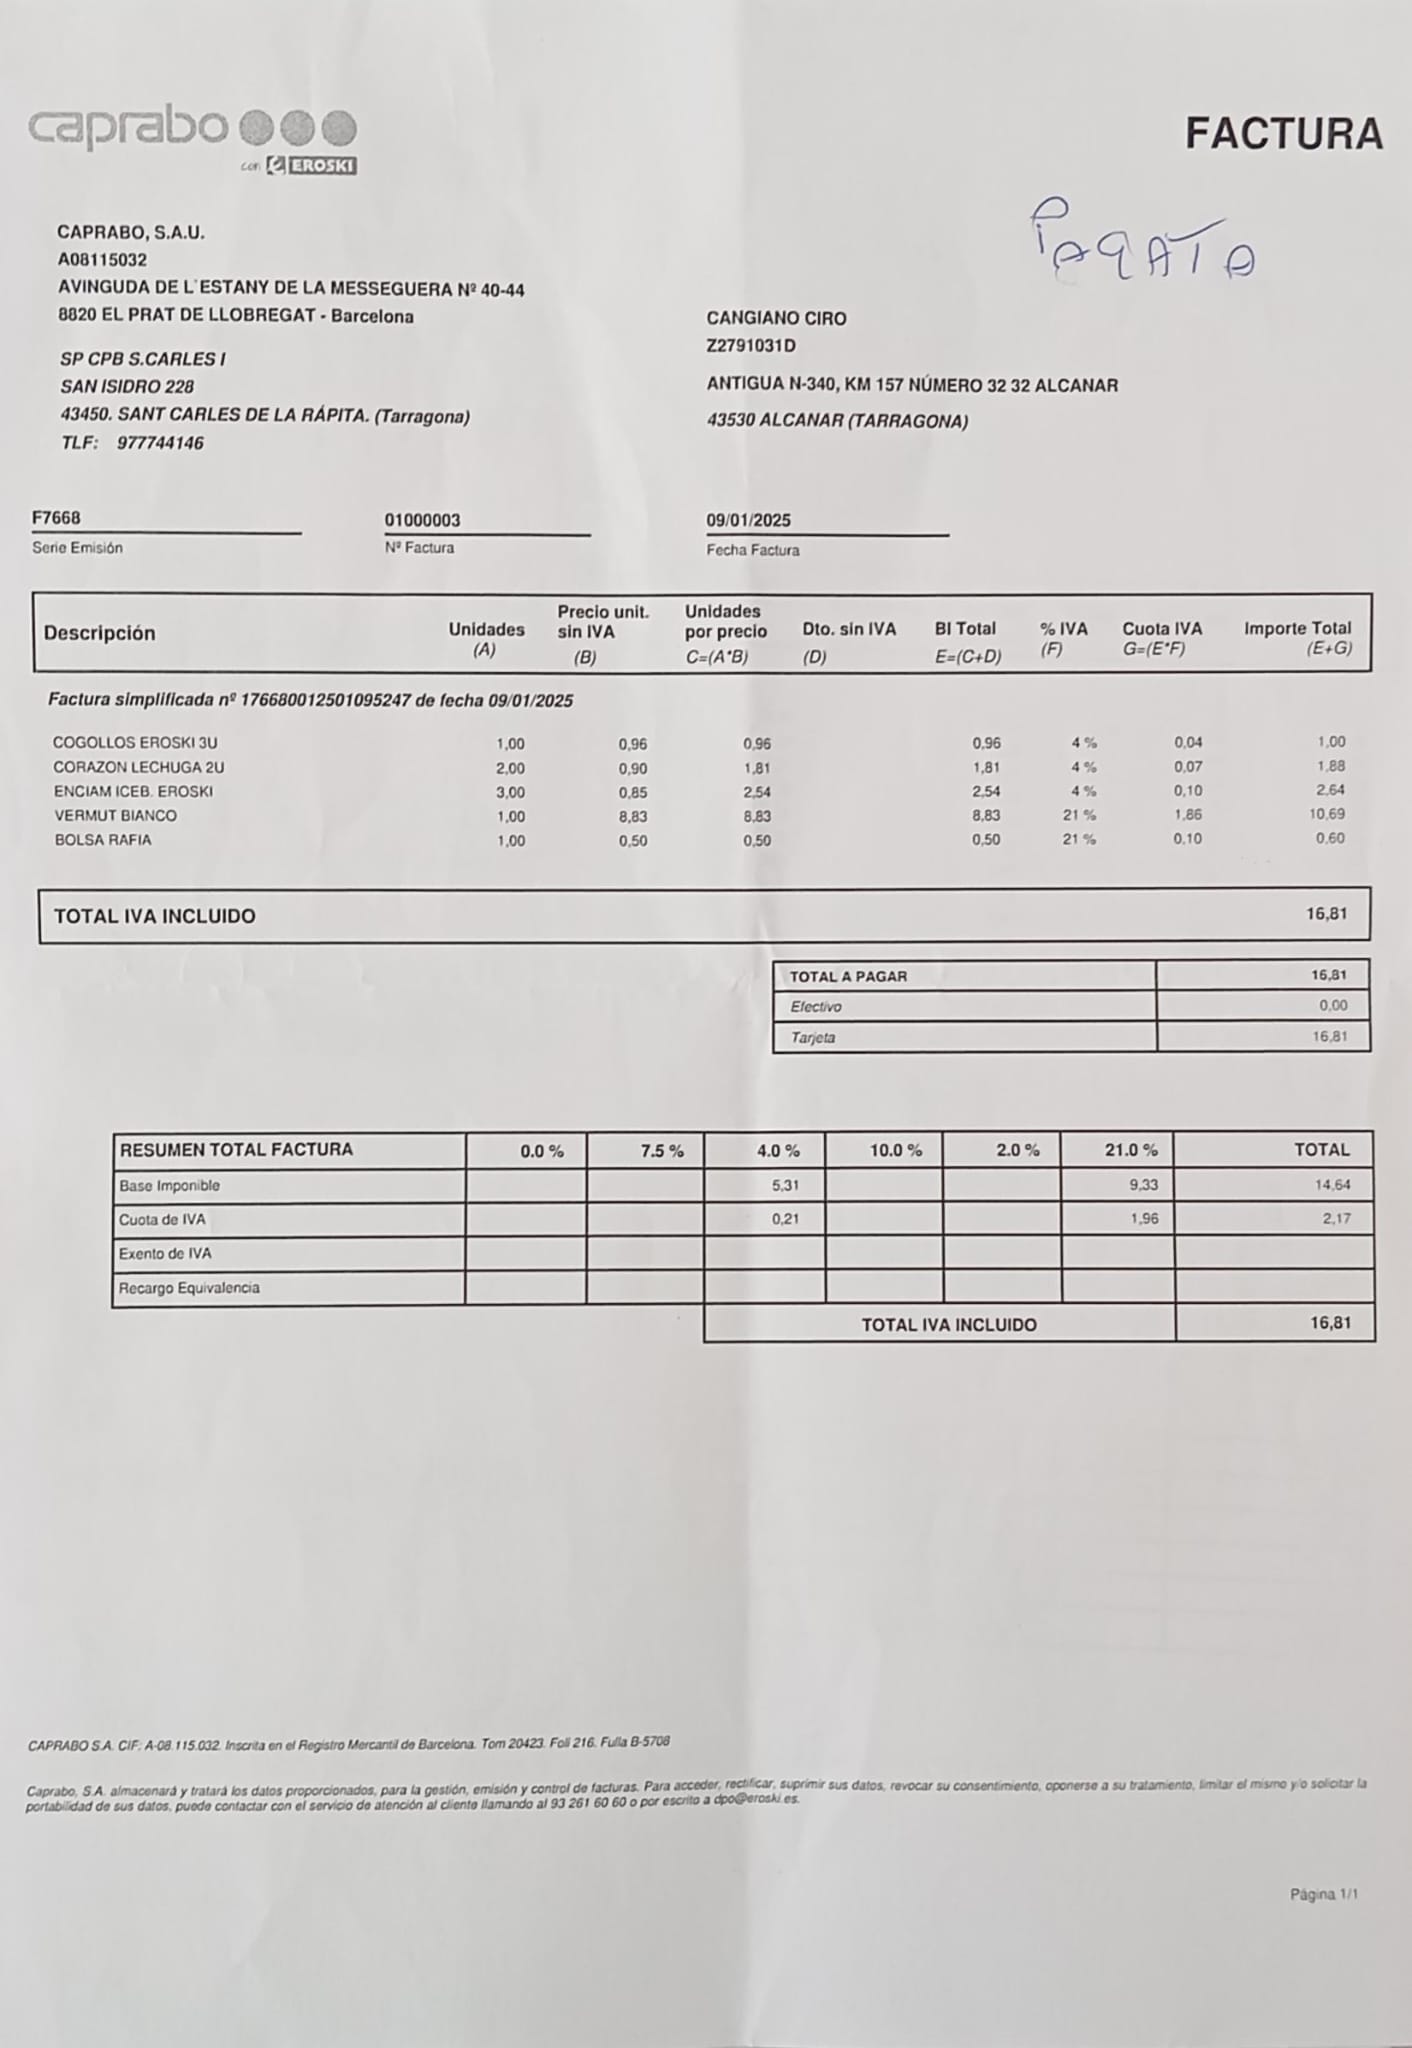 caprabo
con EROSKI
FACTURA
PAGATO
CAPRABO, S.A.U.
A08115032
AVINGUDA DE L'ESTANY DE LA MESSEGUERA Nº 40-44
8820 EL PRAT DE LLOBREGAT - Barcelona
SP CPB S.CARLES I
SAN ISIDRO 228
43450. SANT CARLES DE LA RÁPITA. (Tarragona)
TLF: 977744146
CANGIANO CIRO
Z2791031D
ANTIGUA N-340, KM 157 NÚMERO 32 32 ALCANAR
43530 ALCANAR (TARRAGONA)
F7668 01000003 09/01/2025
Serie Emisión Nº Factura Fecha Factura
Descripción Unidades (A) Precio unit. sin IVA (B) Unidades por precio C=(A*B) Dto. sin IVA (D) BI Total E=(C+D) % IVA (F) Cuota IVA G=(E*F) Importe Total (E+G)
Factura simplificada nº 176680012501095247 de fecha 09/01/2025
COGOLLOS EROSKI 3U 1,00 0,96 0,96 0,96 4 % 0,04 1,00
CORAZON LECHUGA 2U 2,00 0,90 1,81 1,81 4 % 0,07 1,88
ENCIAM ICEB. EROSKI 3,00 0,85 2,54 2,54 4 % 0,10 2,64
VERMUT BIANCO 1,00 8,83 8,83 8,83 21 % 1,86 10,69
BOLSA RAFIA 1,00 0,50 0,50 0,50 21 % 0,10 0,60
TOTAL IVA INCLUIDO 16,81
TOTAL A PAGAR 16,81
Efectivo 0,00
Tarjeta 16,81
RESUMEN TOTAL FACTURA 0.0 % 7.5 % 4.0 % 10.0 % 2.0 % 21.0 % TOTAL
Base Imponible 5,31 9,33 14,64
Cuota de IVA 0,21 1,96 2,17
Exento de IVA
Recargo Equivalencia
TOTAL IVA INCLUIDO 16,81
CAPRABO S.A. CIF: A-08.115.032. Inscrita en el Registro Mercantil de Barcelona. Tom 20423. Foli 216. Fulla B-5708
Caprabo, S.A. almacenará y tratará los datos proporcionados, para la gestión, emisión y control de facturas. Para acceder, rectificar, suprimir sus datos, revocar su consentimiento, oponerse a su tratamiento, limitar el mismo y/o solicitar la
portabilidad de sus datos, puede contactar con el servicio de atención al cliente llamando al 93 261 60 60 o por escrito a dpo@eroski.es.
Página 1/1